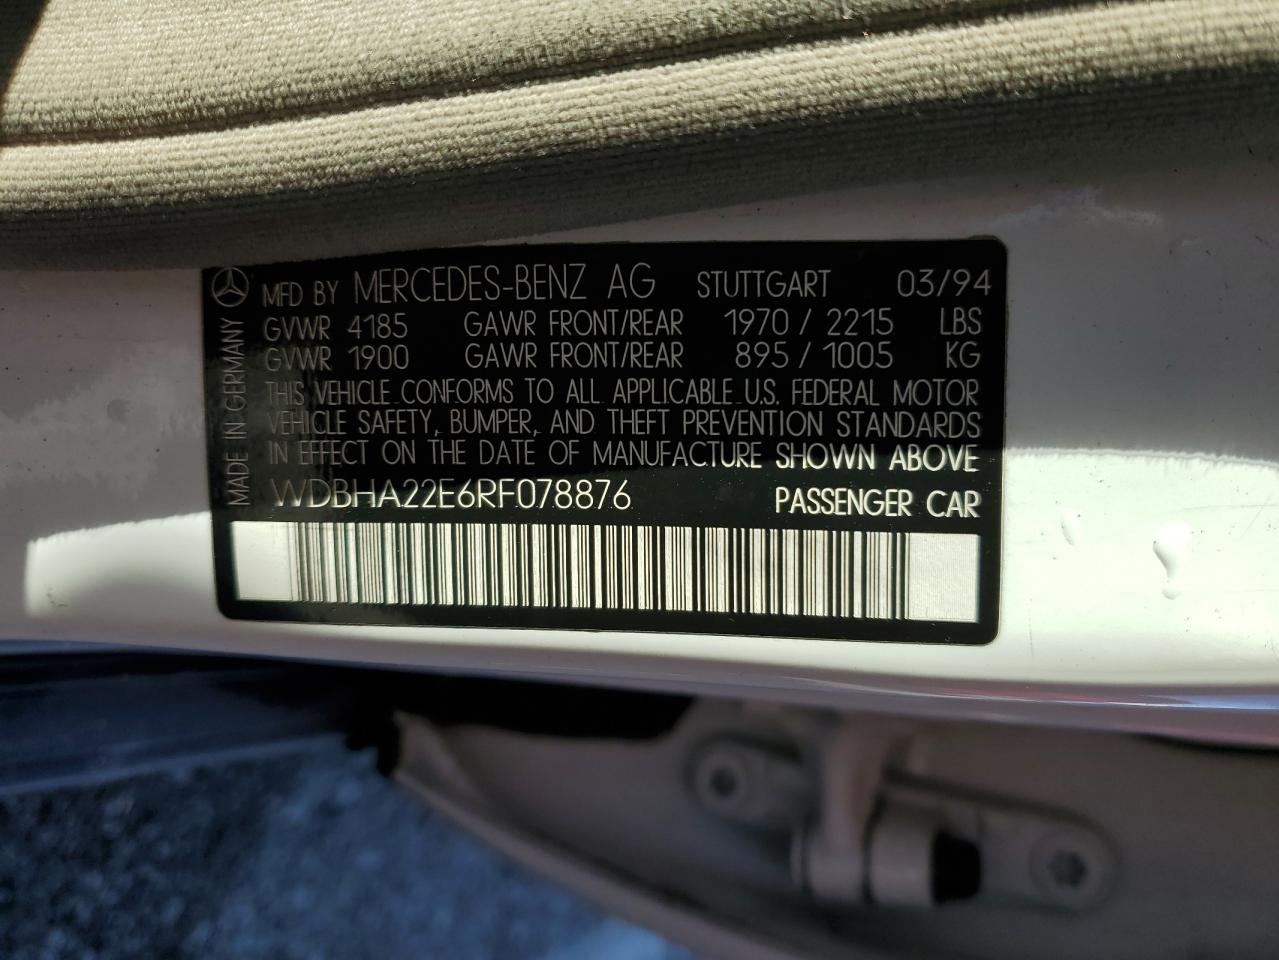 MFD BY MERCEDES-BENZ AG STUTTGART 03/94
GVWR 4185 GAWR FRONT/REAR 1970 / 2215 LBS
GVWR 1900 GAWR FRONT/REAR 895 / 1005 KG
THIS VEHICLE CONFORMS TO ALL APPLICABLE U.S. FEDERAL MOTOR
VEHICLE SAFETY, BUMPER, AND THEFT PREVENTION STANDARDS
IN EFFECT ON THE DATE OF MANUFACTURE SHOWN ABOVE
WDBHA22E6RF078876 PASSENGER CAR
MADE IN GERMANY